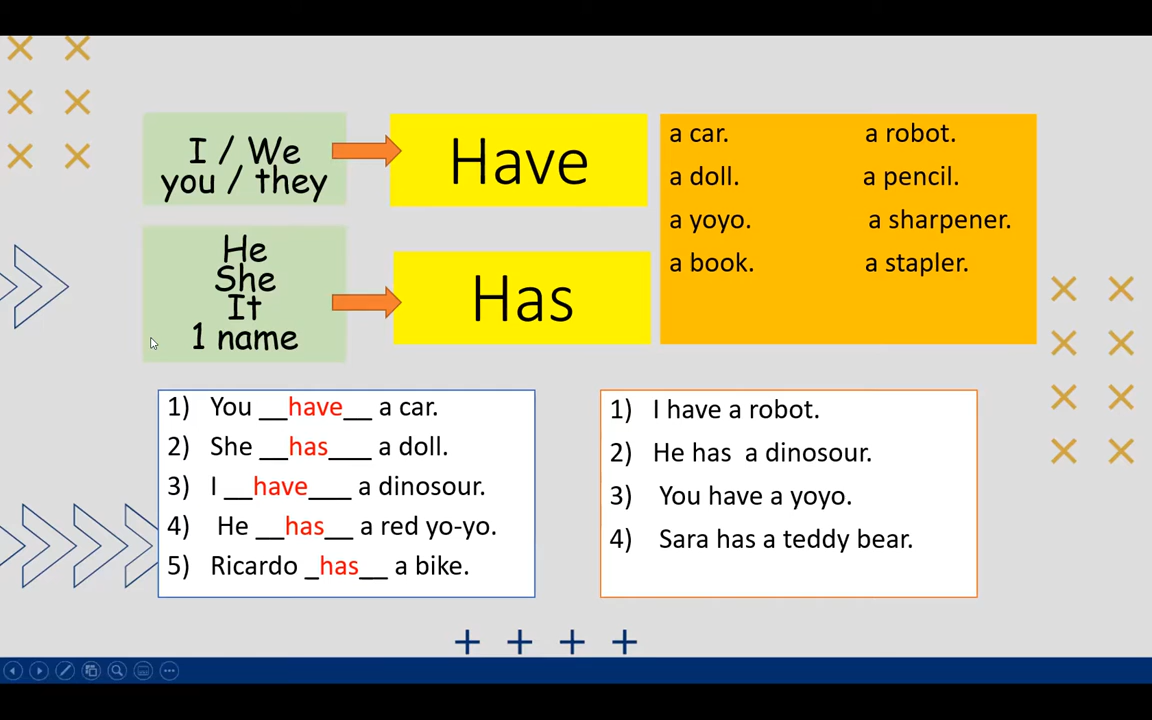 I / We
you / they
Have
a car. a robot.
a doll. a pencil.
a yoyo. a sharpener.
a book. a stapler.
He
She
It
1 name
Has
1) You __have__ a car.
2) She __has___ a doll.
3) I __have___ a dinosour.
4) He __has__ a red yo-yo.
5) Ricardo _has__ a bike.
1) I have a robot.
2) He has a dinosour.
3) You have a yoyo.
4) Sara has a teddy bear.